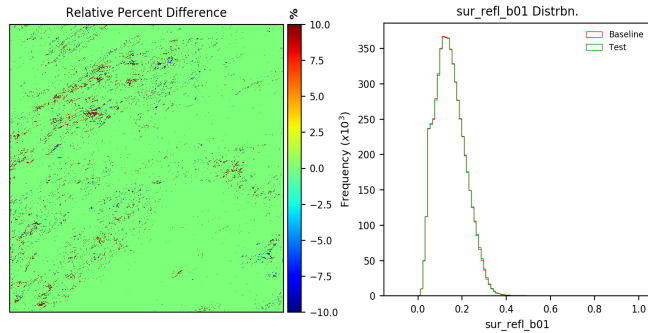 Relative Percent Difference
%
10.0
7.5
5.0
2.5
0.0
−2.5
−5.0
−7.5
−10.0
sur_refl_b01 Distrbn.
Baseline
Test
Frequency (x10^3)
350
300
250
200
150
100
50
0
0.0 0.2 0.4 0.6 0.8 1.0
sur_refl_b01